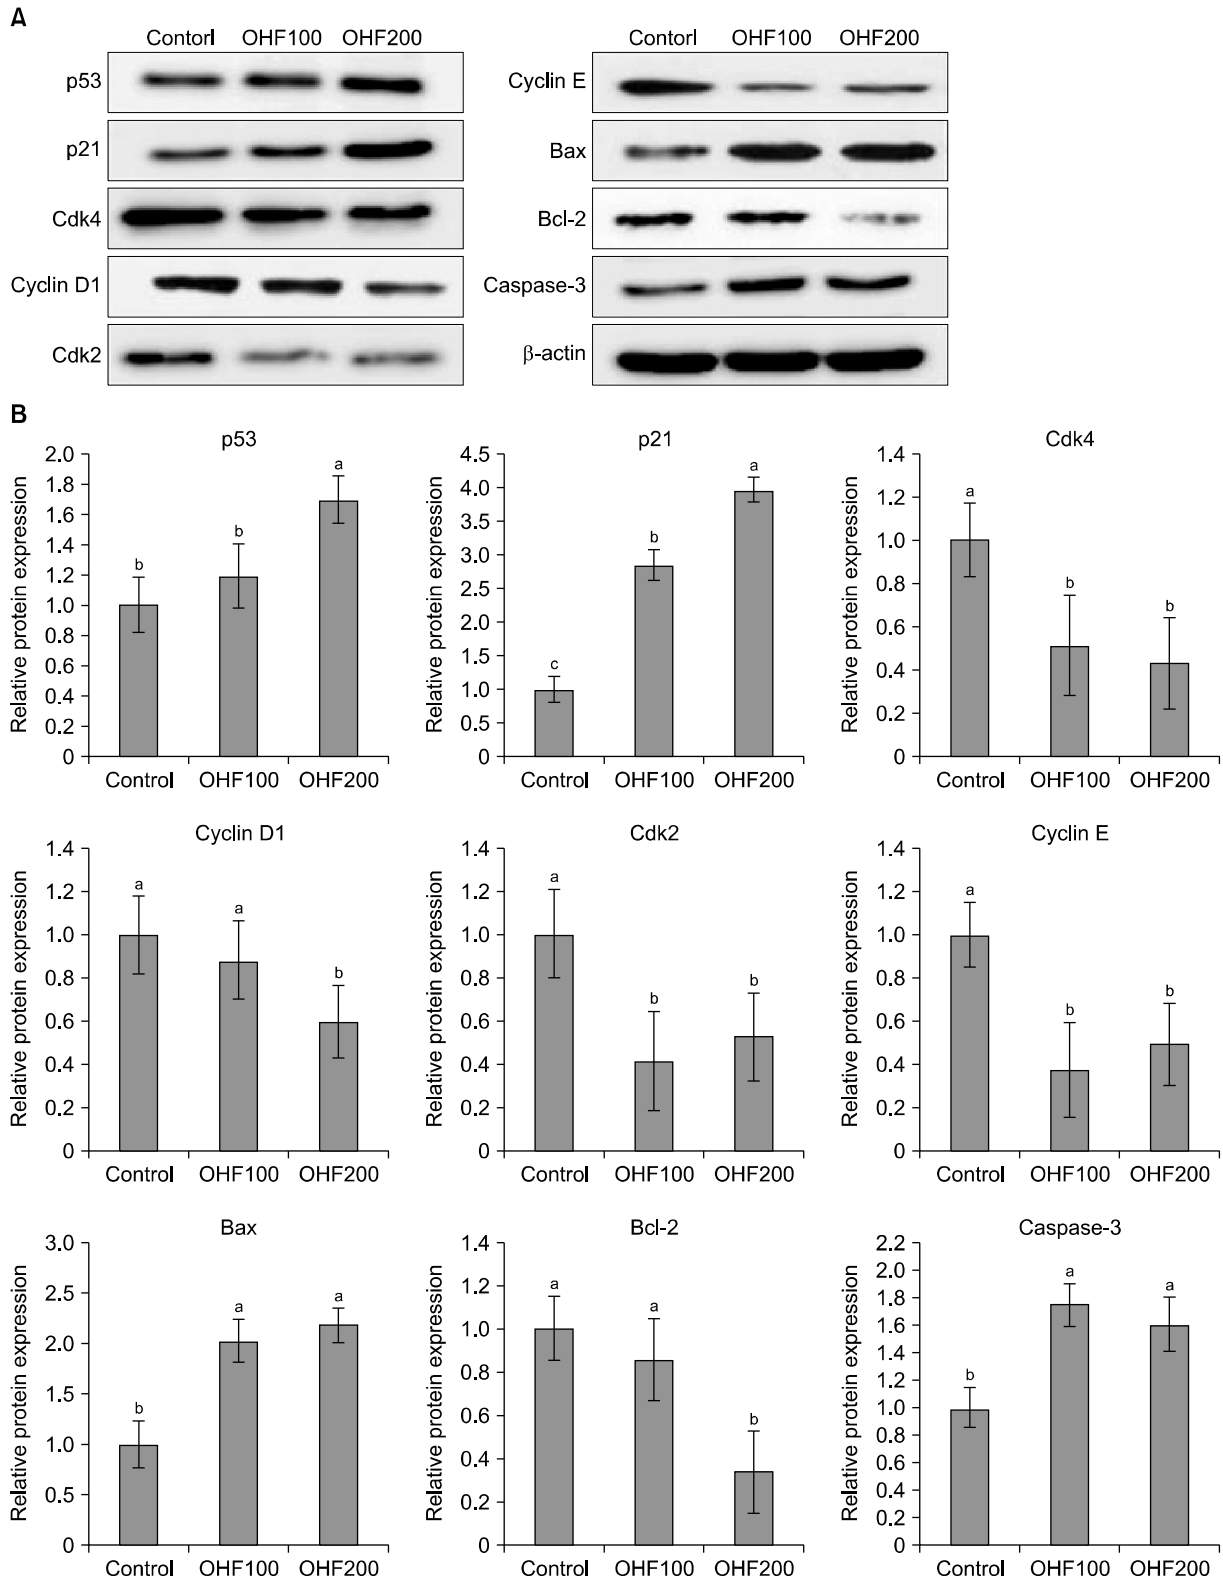 A
Contorl OHF100 OHF200
p53
p21
Cdk4
Cyclin D1
Cdk2
Contorl OHF100 OHF200
Cyclin E
Bax
Bcl-2
Caspase-3
β-actin
B
p53
Relative protein expression
2.0
1.8
1.6
1.4
1.2
1.0
0.8
0.6
0.4
0.2
0
b
b
a
Control OHF100 OHF200
p21
Relative protein expression
4.5
4.0
3.5
3.0
2.5
2.0
1.5
1.0
0.5
0
c
b
a
Control OHF100 OHF200
Cdk4
Relative protein expression
1.4
1.2
1.0
0.8
0.6
0.4
0.2
0
a
b
b
Control OHF100 OHF200
Cyclin D1
Relative protein expression
1.4
1.2
1.0
0.8
0.6
0.4
0.2
0
a
a
b
Control OHF100 OHF200
Cdk2
Relative protein expression
1.4
1.2
1.0
0.8
0.6
0.4
0.2
0
a
b
b
Control OHF100 OHF200
Cyclin E
Relative protein expression
1.4
1.2
1.0
0.8
0.6
0.4
0.2
0
a
b
b
Control OHF100 OHF200
Bax
Relative protein expression
3.0
2.5
2.0
1.5
1.0
0.5
0
b
a
a
Control OHF100 OHF200
Bcl-2
Relative protein expression
1.4
1.2
1.0
0.8
0.6
0.4
0.2
0
a
a
b
Control OHF100 OHF200
Caspase-3
Relative protein expression
2.2
2.0
1.8
1.6
1.4
1.2
1.0
0.8
0.6
0.4
0.2
0
b
a
a
Control OHF100 OHF200